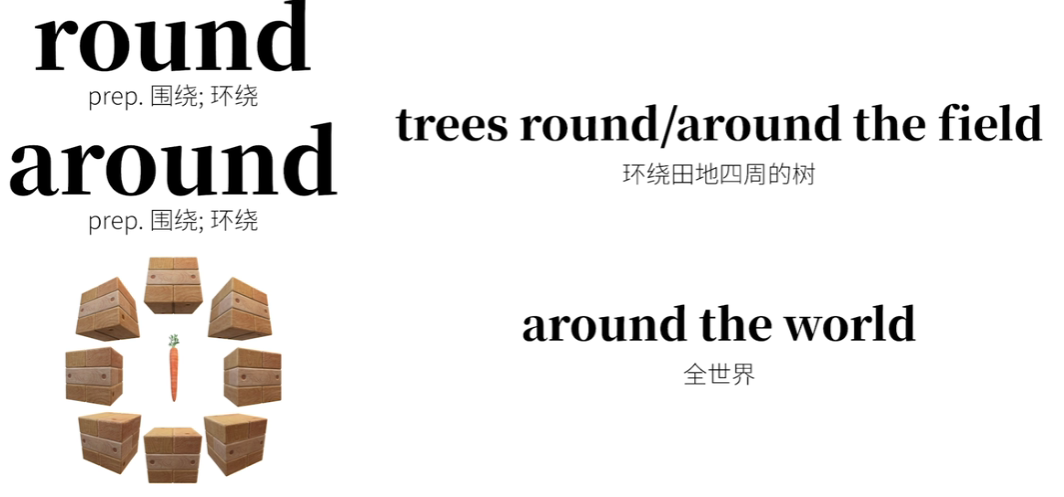 round
prep. 围绕; 环绕
around
prep. 围绕; 环绕
trees round/around the field
环绕田地四周的树
around the world
全世界